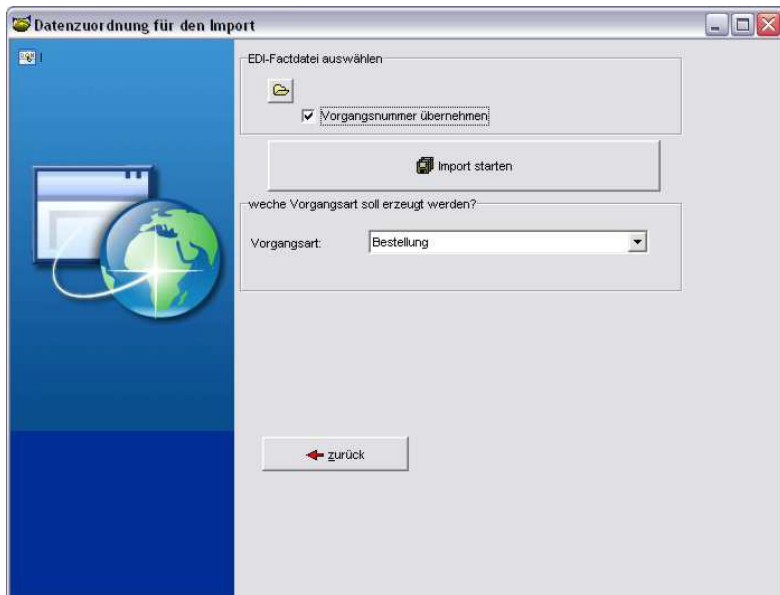 Datenzuordnung für den Import
EDI-Factdatei auswählen
Vorgangsnummer übernehmen
Import starten
weche Vorgangsart soll erzeugt werden?
Vorgangsart: Bestellung
zurück